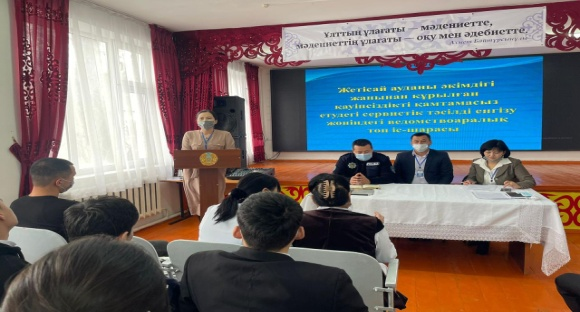 Ұлттың ұлағаты — мәдениетте,
мәдениеттің ұлағаты — оқу мен әдебиетте.
Ахмет Байтұрсынұлы
Жетісай ауданы әкімдігі
жанынан құрылған
қауіпсіздікті қамтамасыз
етудегі сервистік тәсілді енгізу
жөніндегі ведомствоаралық
топ іс-шарасы